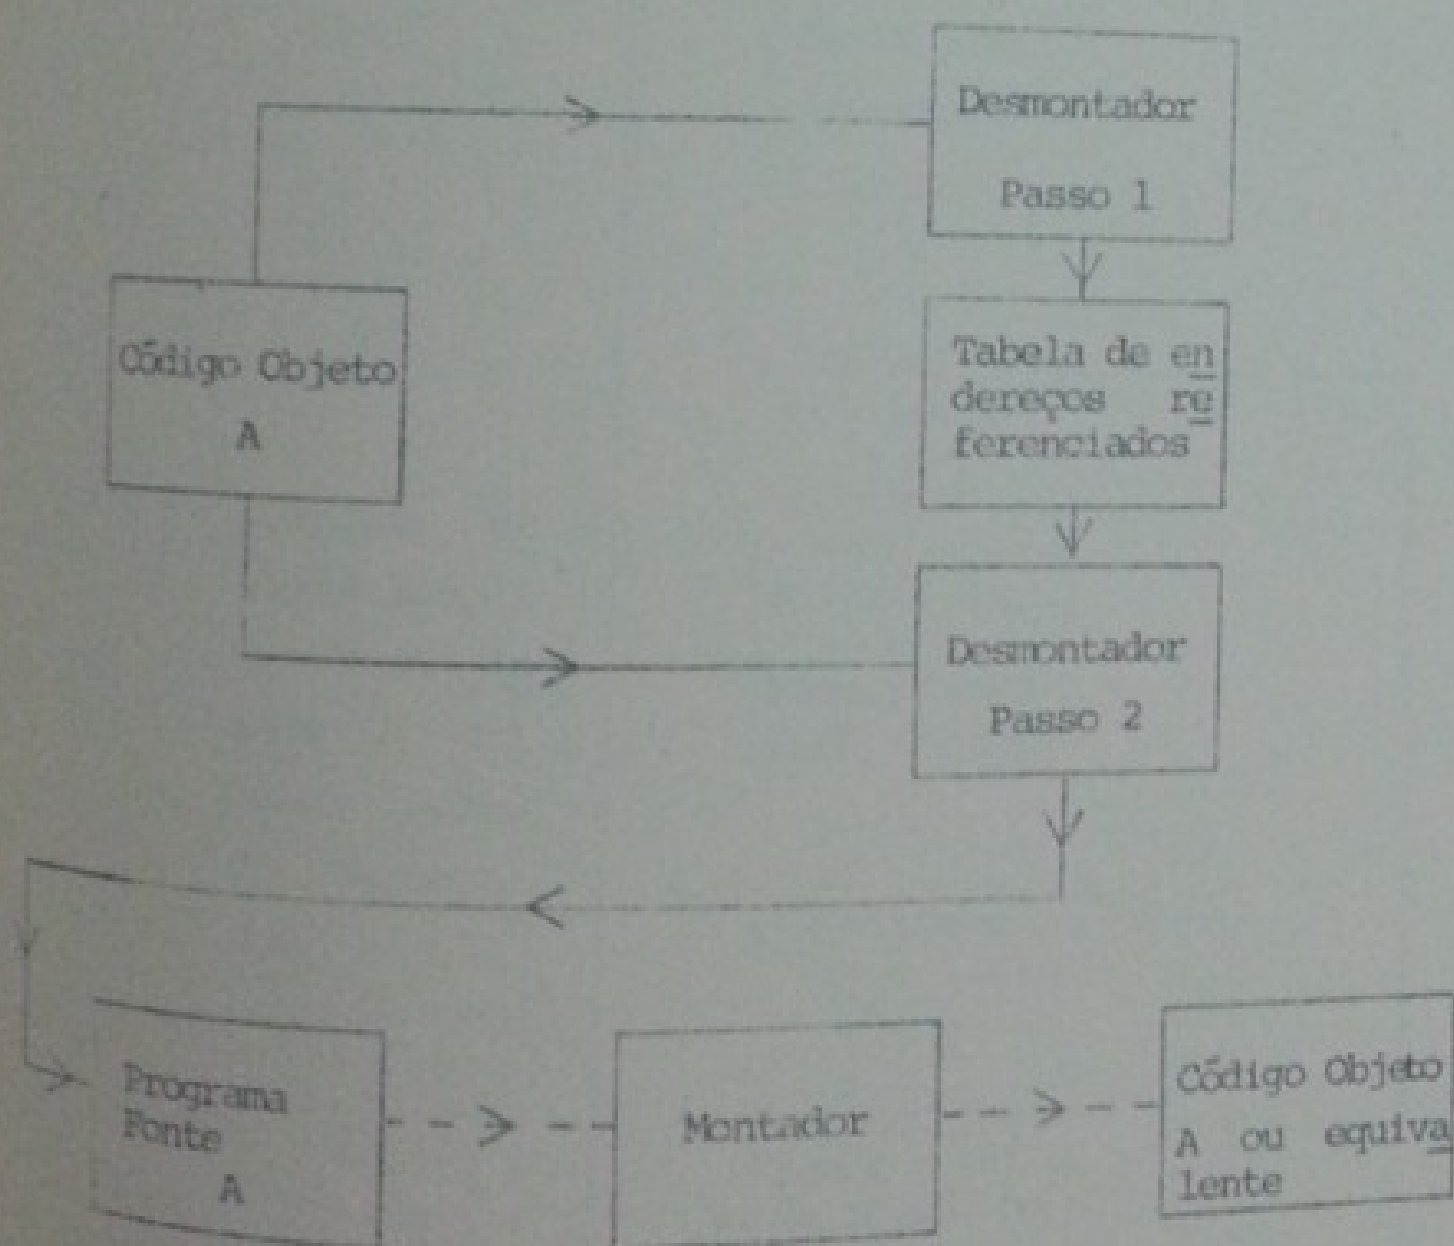 Desmontador
Passo 1
Código Objeto
A
Tabela de en
dereços re
ferenciados
Desmontador
Passo 2
Programa
Fonte
A
Montador
Código Objeto
A ou equiva
lente